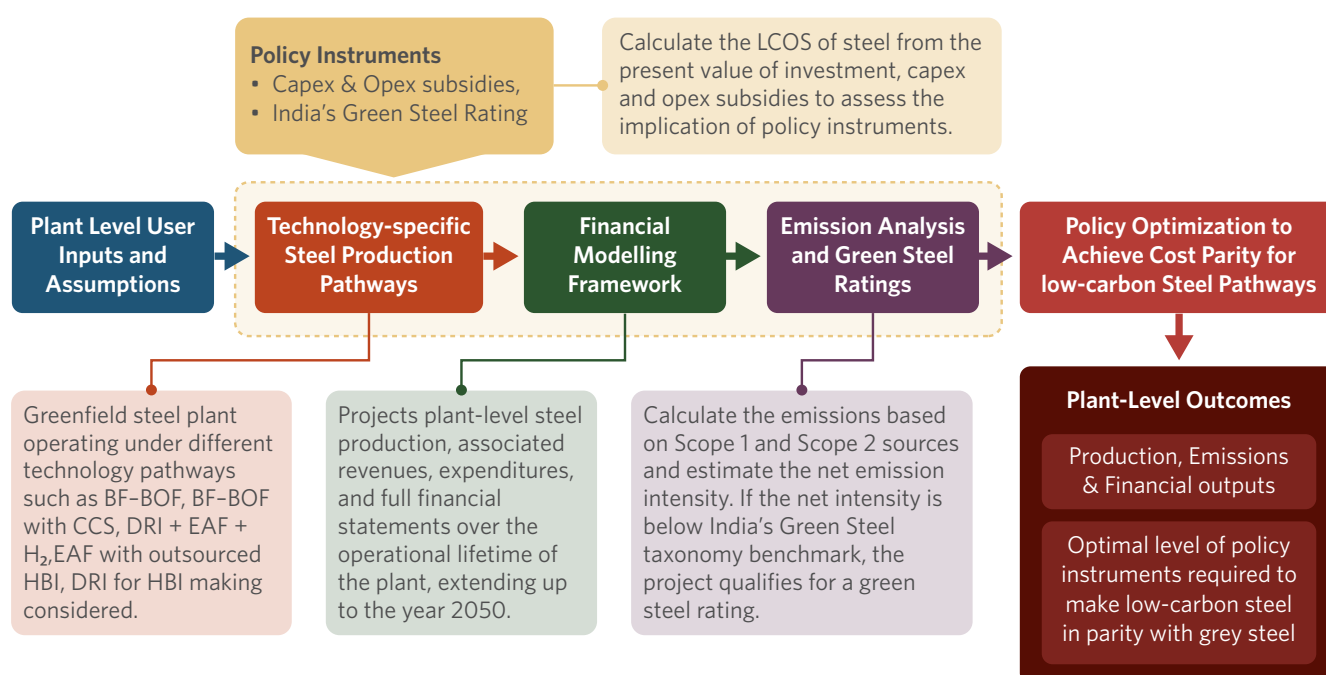 Policy Instruments
• Capex & Opex subsidies,
• India's Green Steel Rating
Calculate the LCOS of steel from the
present value of investment, capex
and opex subsidies to assess the
implication of policy instruments.
Plant Level User
Inputs and
Assumptions
Technology-specific
Steel Production
Pathways
Financial
Modelling
Framework
Emission Analysis
and Green Steel
Ratings
Policy Optimization to
Achieve Cost Parity for
low-carbon Steel Pathways
Greenfield steel plant
operating under different
technology pathways
such as BF–BOF, BF–BOF
with CCS, DRI + EAF +
H₂,EAF with outsourced
HBI, DRI for HBI making
considered.
Projects plant-level steel
production, associated
revenues, expenditures,
and full financial
statements over the
operational lifetime of
the plant, extending up
to the year 2050.
Calculate the emissions based
on Scope 1 and Scope 2 sources
and estimate the net emission
intensity. If the net intensity is
below India's Green Steel
taxonomy benchmark, the
project qualifies for a green
steel rating.
Plant-Level Outcomes
Production, Emissions
& Financial outputs
Optimal level of policy
instruments required to
make low-carbon steel
in parity with grey steel